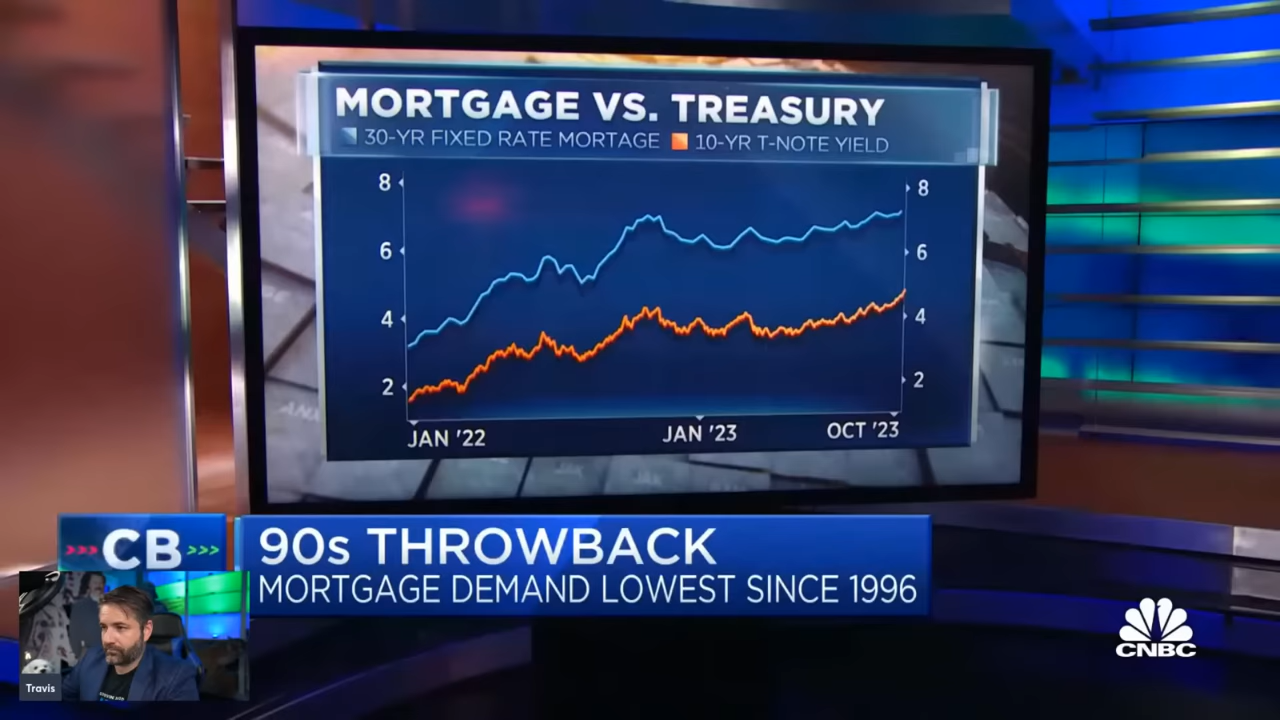 MORTGAGE VS. TREASURY
30-YR FIXED RATE MORTAGE 10-YR T-NOTE YIELD
8 8
6 6
4 4
2 2
JAN '22 JAN '23 OCT '23
>>> CB >>>
90s THROWBACK
MORTGAGE DEMAND LOWEST SINCE 1996
Travis
CNBC